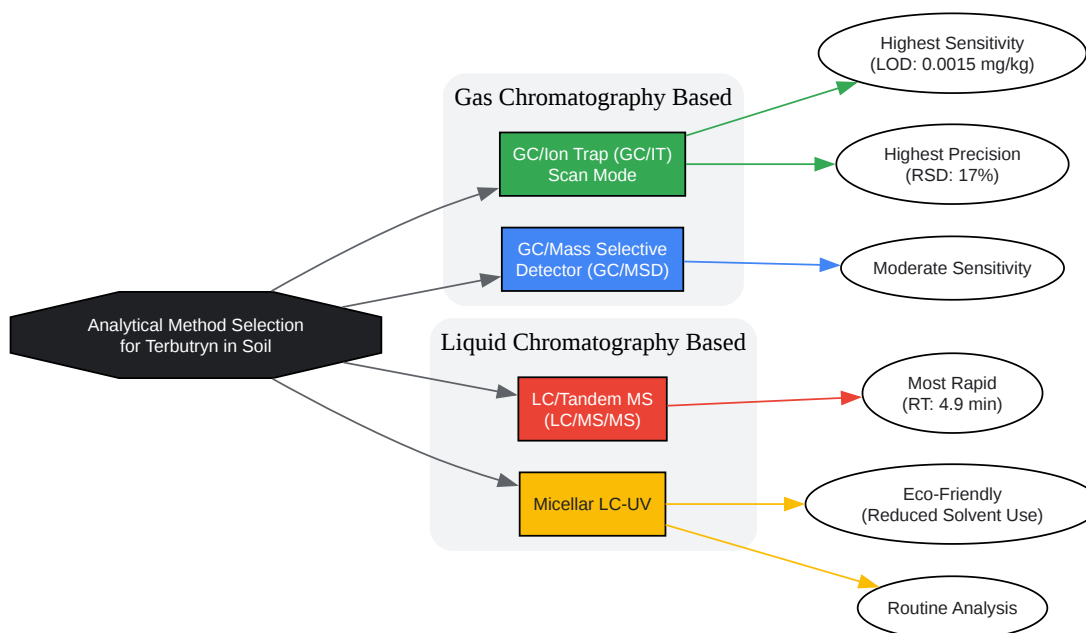 Analytical Method Selection
for Terbutryn in Soil
Gas Chromatography Based
GC/Ion Trap (GC/IT)
Scan Mode
GC/Mass Selective
Detector (GC/MSD)
Liquid Chromatography Based
LC/Tandem MS
(LC/MS/MS)
Micellar LC-UV
Highest Sensitivity
(LOD: 0.0015 mg/kg)
Highest Precision
(RSD: 17%)
Moderate Sensitivity
Most Rapid
(RT: 4.9 min)
Eco-Friendly
(Reduced Solvent Use)
Routine Analysis